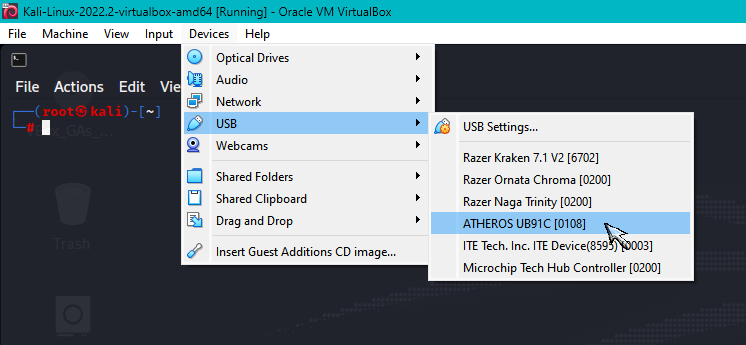 Kali-Linux-2022.2-virtualbox-amd64 [Running] - Oracle VM VirtualBox
File Machine View Input Devices Help
File Actions Edit
(root㉿kali)-[~]
#
Trash
Optical Drives
Audio
Network
USB
Webcams
Shared Folders
Shared Clipboard
Drag and Drop
Insert Guest Additions CD image...
USB Settings...
Razer Kraken 7.1 V2 [6702]
Razer Ornata Chroma [0200]
Razer Naga Trinity [0200]
ATHEROS UB91C [0108]
ITE Tech. Inc. ITE Device(8595) [0003]
Microchip Tech Hub Controller [0200]